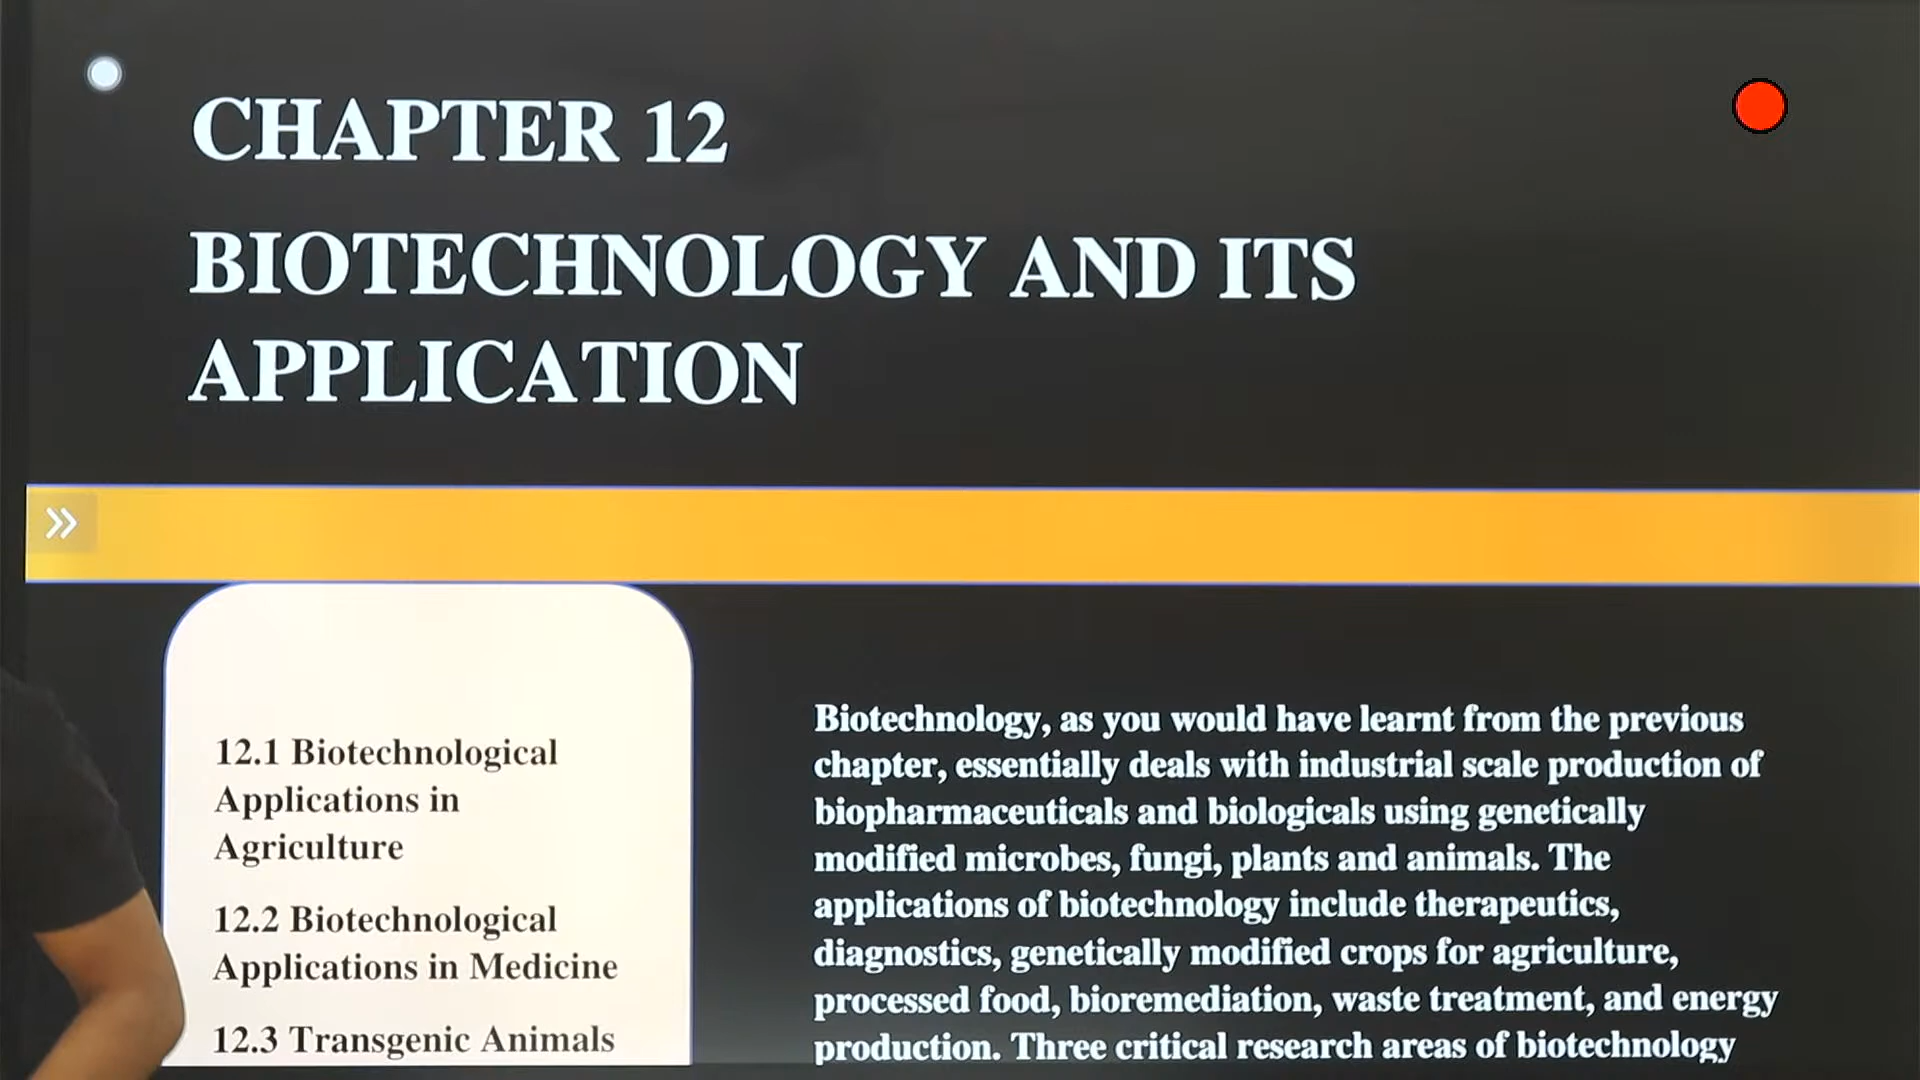 CHAPTER 12
BIOTECHNOLOGY AND ITS
APPLICATION
12.1 Biotechnological
Applications in
Agriculture
12.2 Biotechnological
Applications in Medicine
12.3 Transgenic Animals
Biotechnology, as you would have learnt from the previous
chapter, essentially deals with industrial scale production of
biopharmaceuticals and biologicals using genetically
modified microbes, fungi, plants and animals. The
applications of biotechnology include therapeutics,
diagnostics, genetically modified crops for agriculture,
processed food, bioremediation, waste treatment, and energy
production. Three critical research areas of biotechnology